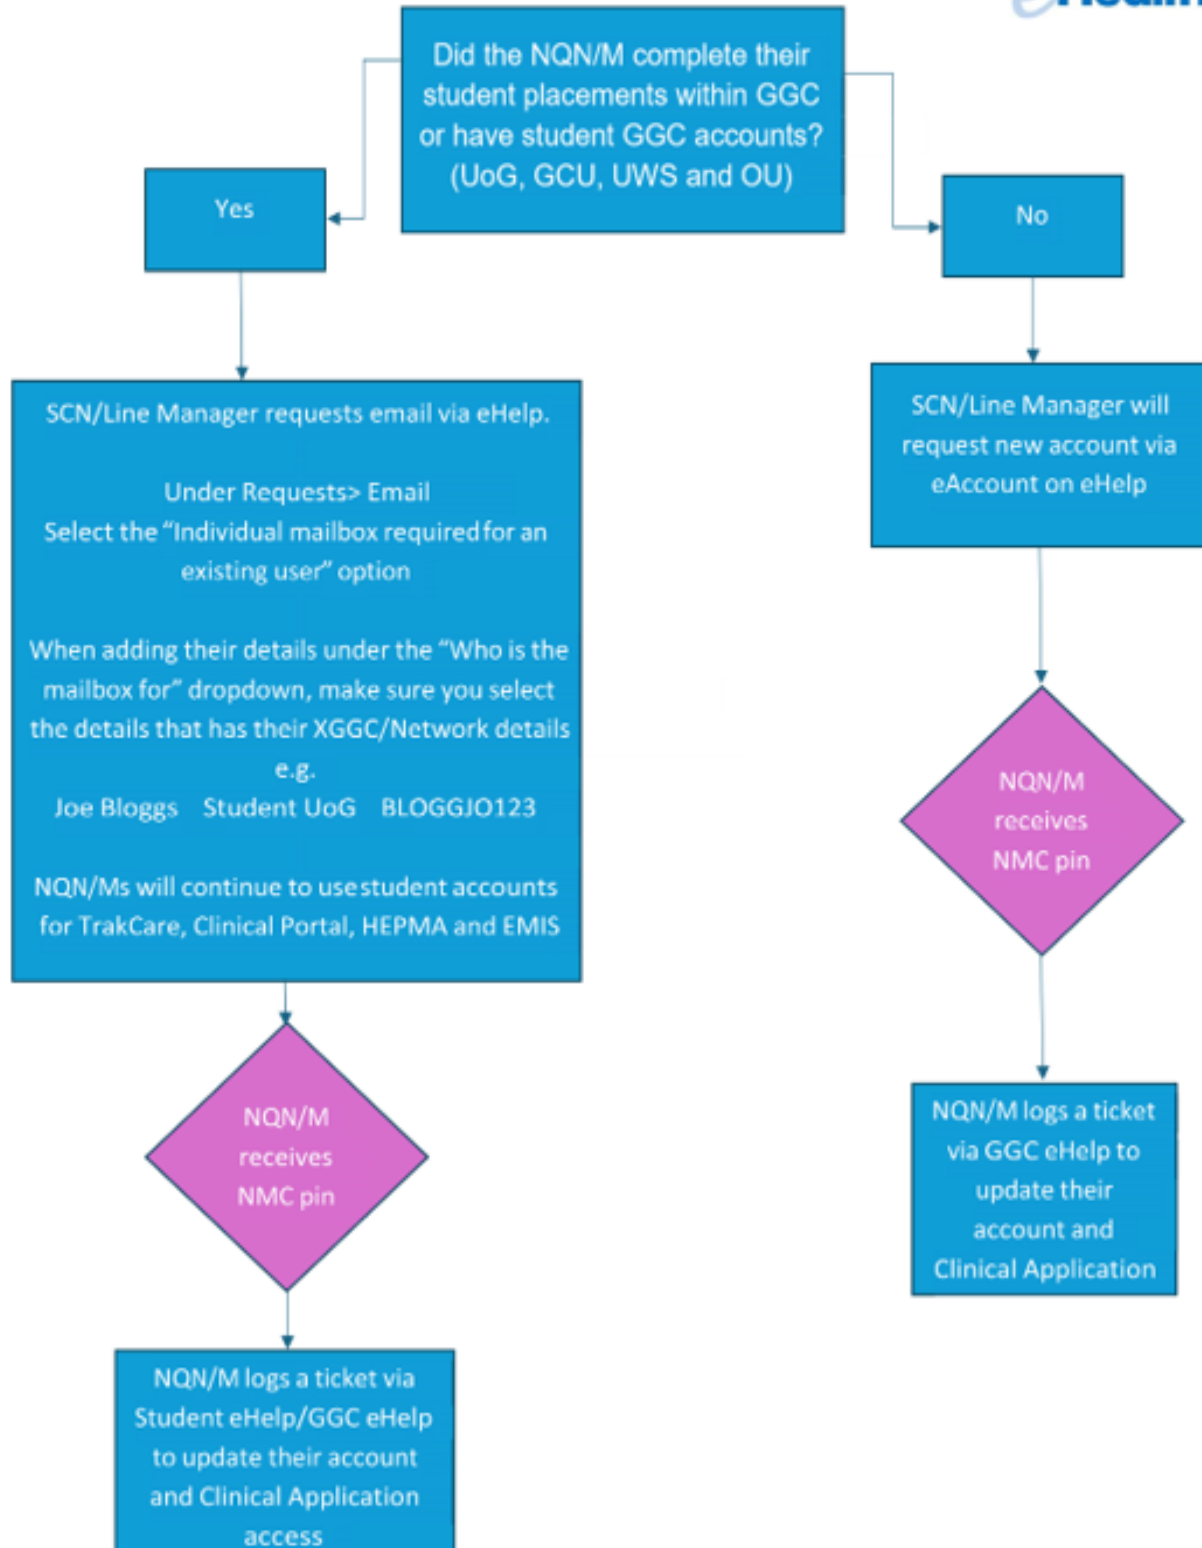 Did the NQN/M complete their
student placements within GGC
or have student GGC accounts?
(UoG, GCU, UWS and OU)
Yes
No
SCN/Line Manager requests email via eHelp.
Under Requests> Email
Select the “Individual mailbox required for an
existing user” option
When adding their details under the “Who is the
mailbox for” dropdown, make sure you select
the details that has their XGGC/Network details
e.g.
Joe Bloggs Student UoG BLOGGJO123
NQN/Ms will continue to use student accounts
for TrakCare, Clinical Portal, HEPMA and EMIS
SCN/Line Manager will
request new account via
eAccount on eHelp
NQN/M
receives
NMC pin
NQN/M logs a ticket
via GGC eHelp to
update their
account and
Clinical Application
NQN/M
receives
NMC pin
NQN/M logs a ticket via
Student eHelp/GGC eHelp
to update their account
and Clinical Application
access